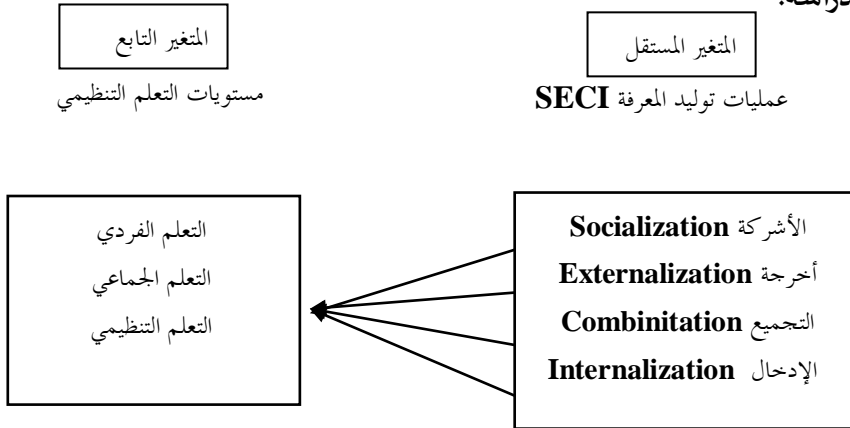 المتغير المستقل
المتغير التابع
عمليات توليد المعرفة SECI
مستويات التعلم التنظيمي
الأشركة Socialization
أخرجة Externalization
التجميع Combinitation
الإدخال Internalization
التعلم الفردي
التعلم الجماعي
التعلم التنظيمي